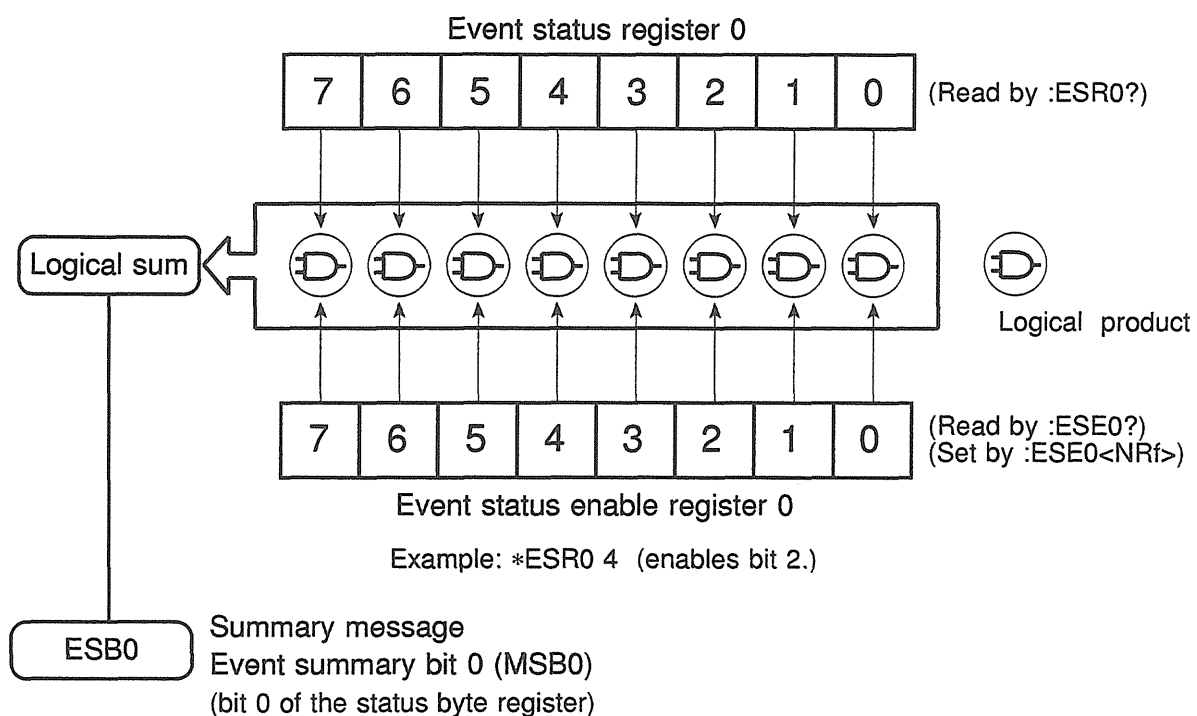 Event status register 0
7 6 5 4 3 2 1 0 (Read by :ESR0?)
Logical sum
Logical product
7 6 5 4 3 2 1 0
(Read by :ESE0?)
(Set by :ESE0<NRf>)
Event status enable register 0
Example: *ESR0 4 (enables bit 2.)
ESB0
Summary message
Event summary bit 0 (MSB0)
(bit 0 of the status byte register)